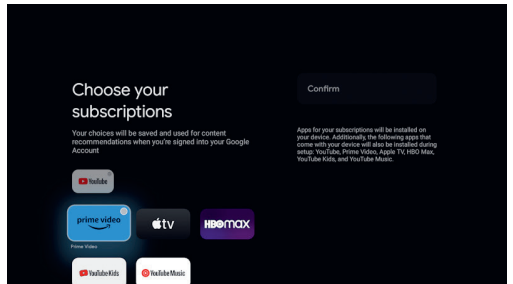 Choose your
subscriptions
Your choices will be saved and used for content
recommendations when you're signed into your Google
Account
YouTube
prime video
tv
HBOMAX
Prime Video
YouTube Kids
YouTube Music
Confirm
Apps for your subscriptions will be installed on
your device. Additionally, the following apps that
come with your device will also be installed during
setup: YouTube, Prime Video, Apple TV, HBO Max,
YouTube Kids, and YouTube Music.